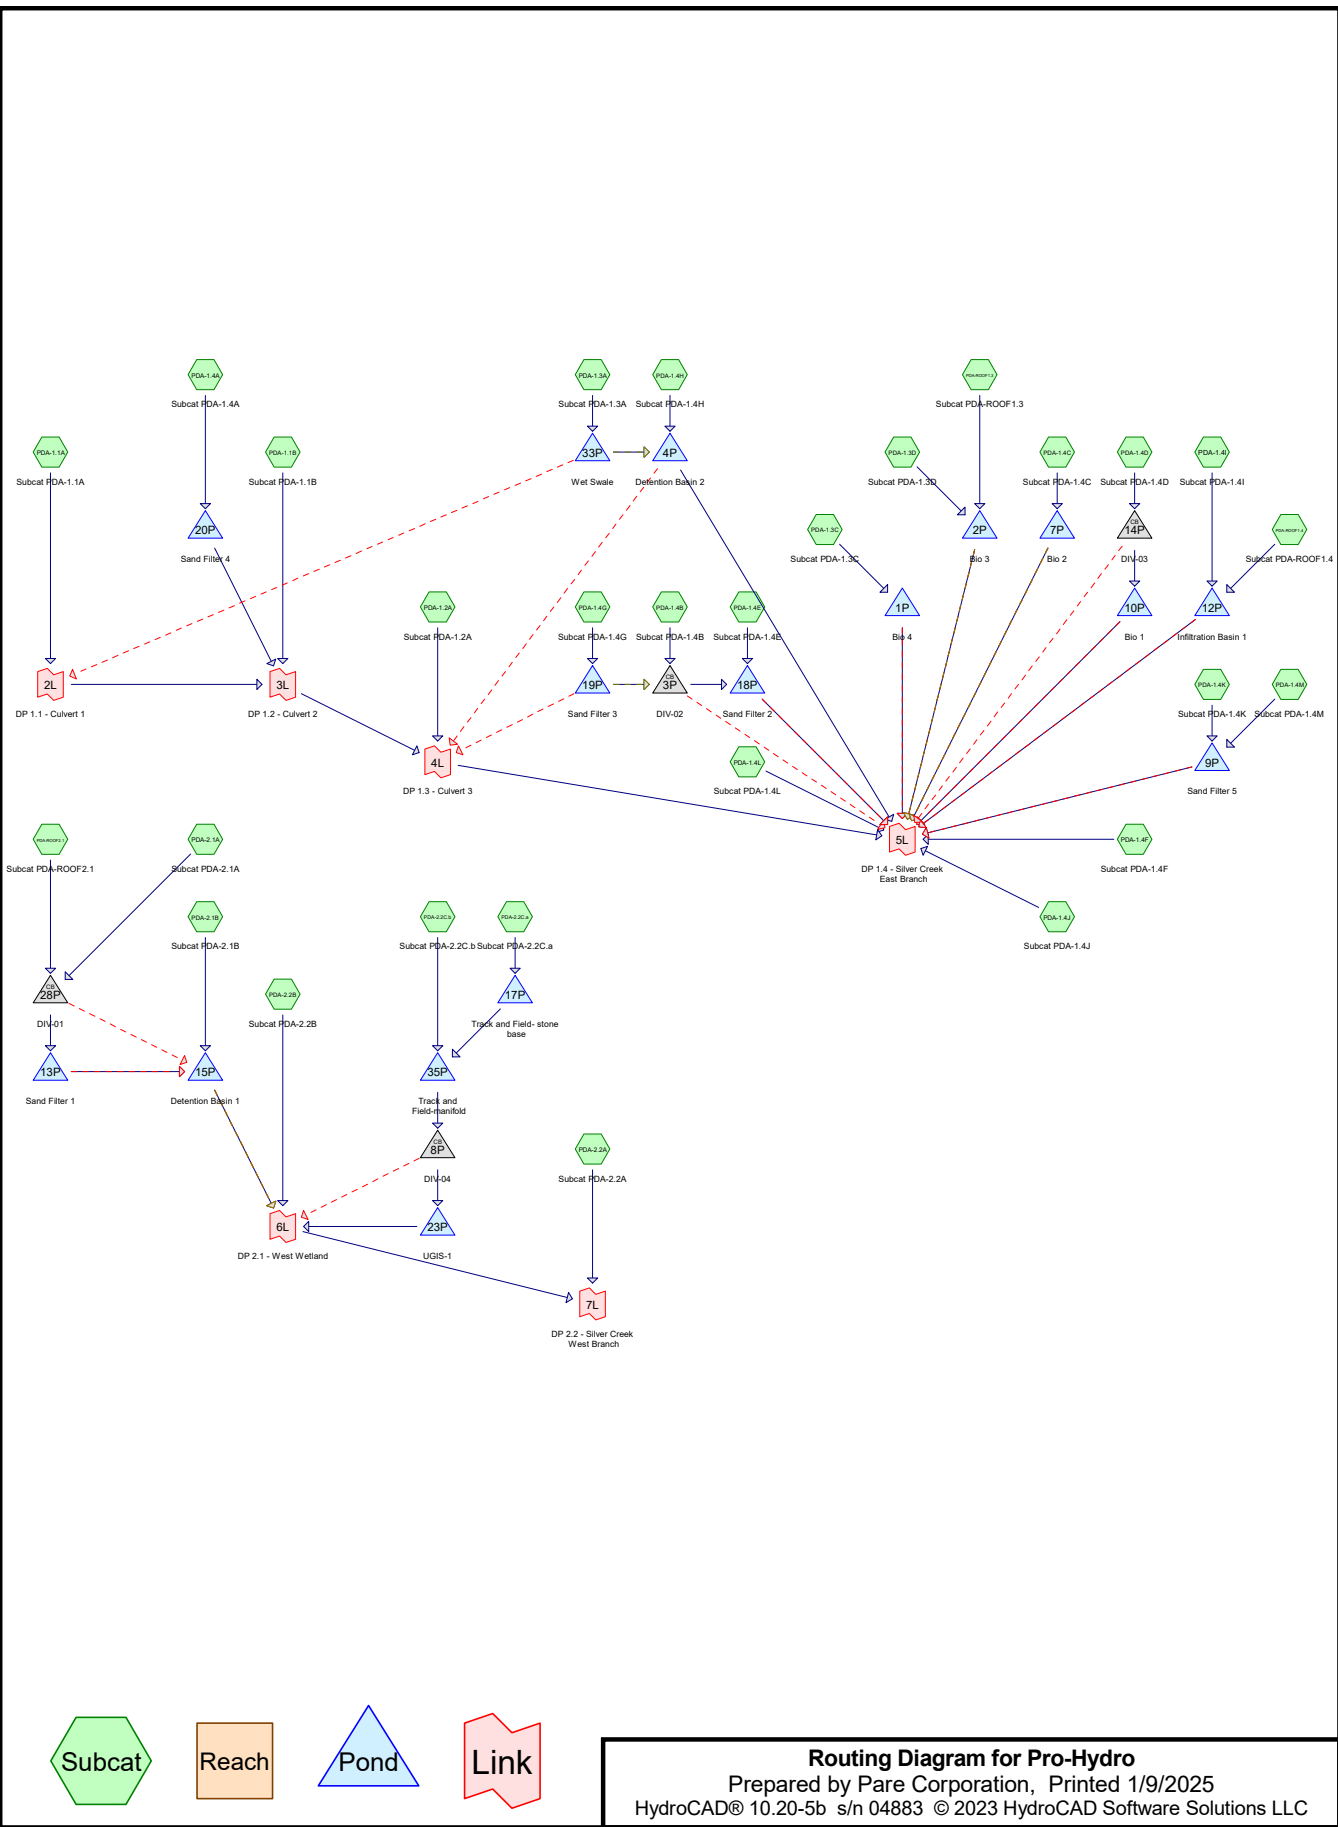 PDA-1.4A
Subcat PDA-1.4A
PDA-1.3A
Subcat PDA-1.3A
PDA-1.4H
Subcat PDA-1.4H
PDA-ROOF1.3
Subcat PDA-ROOF1.3
PDA-1.1A
Subcat PDA-1.1A
PDA-1.1B
Subcat PDA-1.1B
33P
Wet Swale
4P
Detention Basin 2
PDA-1.3D
Subcat PDA-1.3D
PDA-1.4C
Subcat PDA-1.4C
PDA-1.4D
Subcat PDA-1.4D
PDA-1.4I
Subcat PDA-1.4I
20P
Sand Filter 4
PDA-1.3C
Subcat PDA-1.3C
2P
Bio 3
7P
Bio 2
CB
14P
DIV-03
PDA-ROOF1.4
Subcat PDA-ROOF1.4
PDA-1.2A
Subcat PDA-1.2A
PDA-1.4G
Subcat PDA-1.4G
PDA-1.4B
Subcat PDA-1.4B
PDA-1.4E
Subcat PDA-1.4E
1P
Bio 4
10P
Bio 1
12P
Infiltration Basin 1
2L
DP 1.1 - Culvert 1
3L
DP 1.2 - Culvert 2
19P
Sand Filter 3
CB
3P
DIV-02
18P
Sand Filter 2
PDA-1.4K
Subcat PDA-1.4K
PDA-1.4M
Subcat PDA-1.4M
4L
DP 1.3 - Culvert 3
PDA-1.4L
Subcat PDA-1.4L
9P
Sand Filter 5
PDA-ROOF2.1
Subcat PDA-ROOF2.1
PDA-2.1A
Subcat PDA-2.1A
5L
DP 1.4 - Silver Creek
East Branch
PDA-1.4F
Subcat PDA-1.4F
PDA-2.1B
Subcat PDA-2.1B
PDA-2.2C.b
Subcat PDA-2.2C.b
PDA-2.2C.a
Subcat PDA-2.2C.a
PDA-1.4J
Subcat PDA-1.4J
CB
28P
DIV-01
PDA-2.2B
Subcat PDA-2.2B
17P
Track and Field- stone
base
13P
Sand Filter 1
15P
Detention Basin 1
35P
Track and
Field-manifold
CB
8P
DIV-04
PDA-2.2A
Subcat PDA-2.2A
6L
DP 2.1 - West Wetland
23P
UGIS-1
7L
DP 2.2 - Silver Creek
West Branch
Subcat
Reach
Pond
Link
Routing Diagram for Pro-Hydro
Prepared by Pare Corporation, Printed 1/9/2025
HydroCAD® 10.20-5b s/n 04883 © 2023 HydroCAD Software Solutions LLC